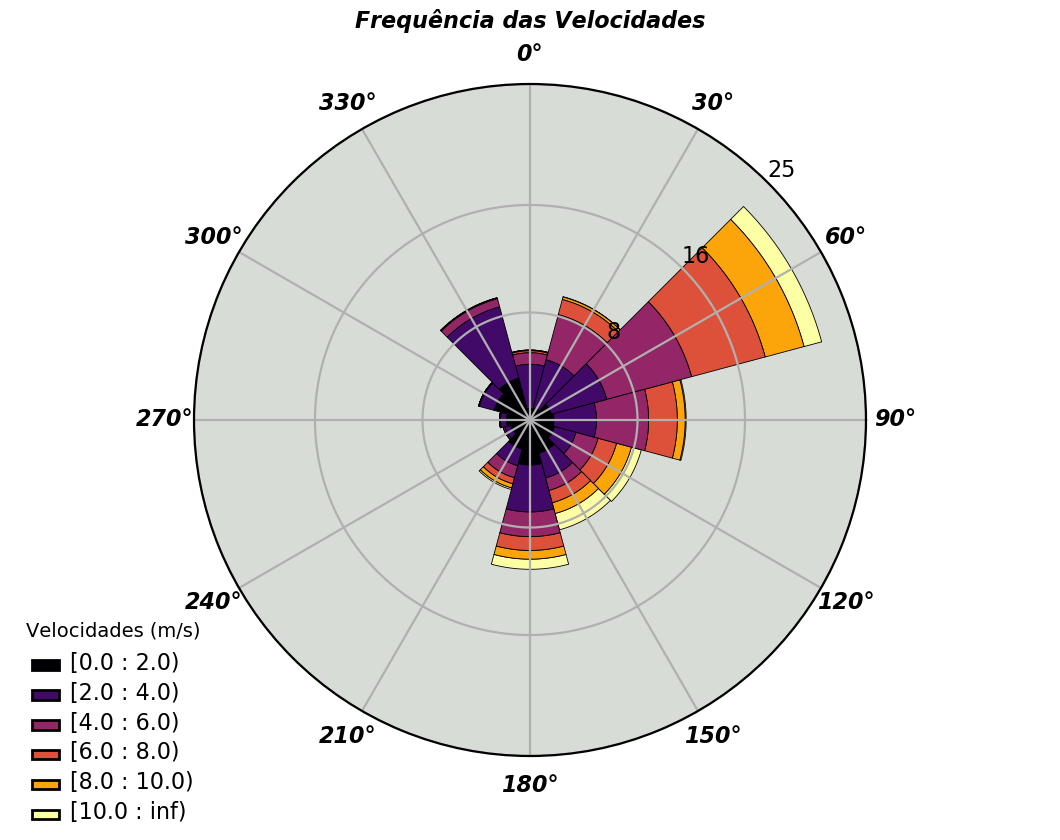 Frequência das Velocidades
0°
330°
30°
25
300°
60°
16
8
270°
90°
240°
120°
Velocidades (m/s)
[0.0 : 2.0)
[2.0 : 4.0)
[4.0 : 6.0)
210°
150°
[6.0 : 8.0)
[8.0 : 10.0)
180°
[10.0 : inf)